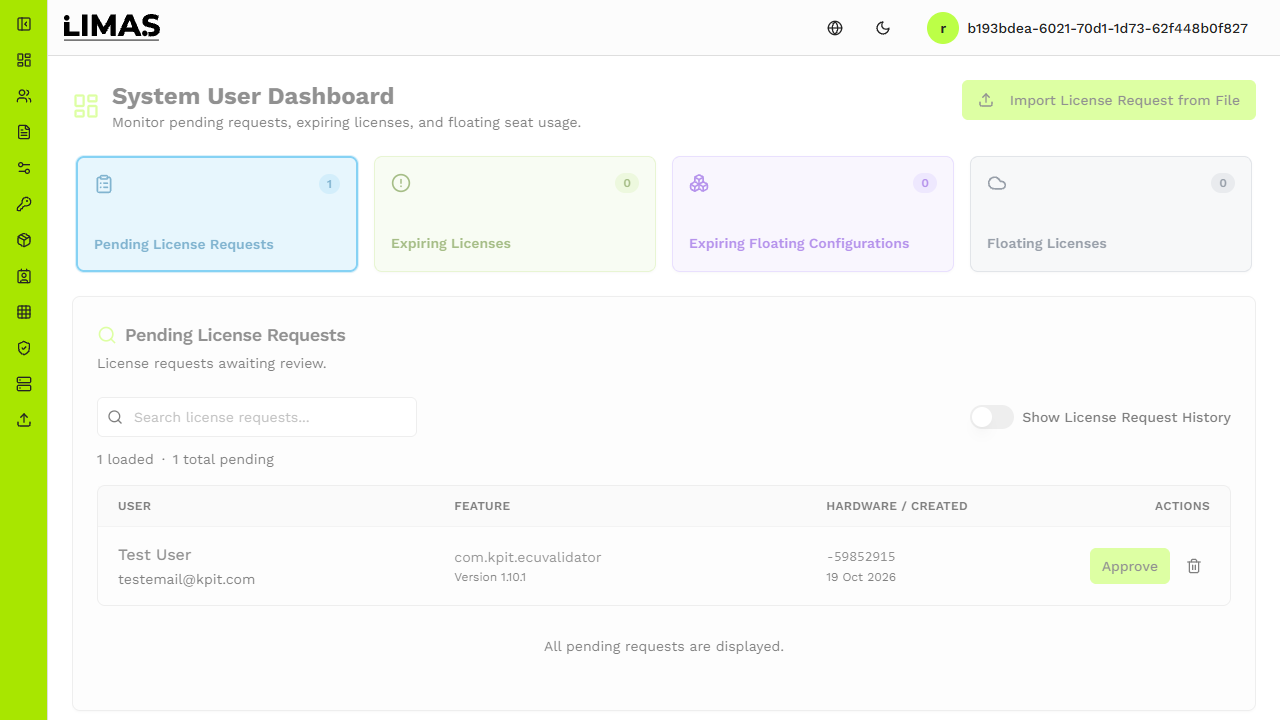 LIMAS
r
b193bdea-6021-70d1-1d73-62f448b0f827
System User Dashboard
Monitor pending requests, expiring licenses, and floating seat usage.
Import License Request from File
1
Pending License Requests
0
Expiring Licenses
0
Expiring Floating Configurations
0
Floating Licenses
Pending License Requests
License requests awaiting review.
Search license requests...
Show License Request History
1 loaded · 1 total pending
USER FEATURE HARDWARE / CREATED ACTIONS
Test User com.kpit.ecuvalidator -59852915 Approve
testemail@kpit.com Version 1.10.1 19 Oct 2026
All pending requests are displayed.